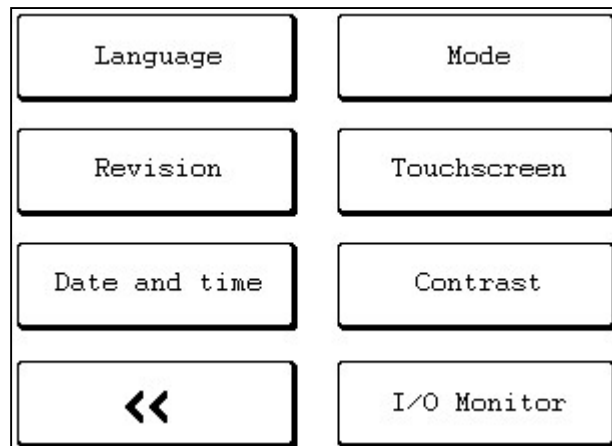 Language
Mode
Revision
Touchscreen
Date and time
Contrast
<<
I/O Monitor